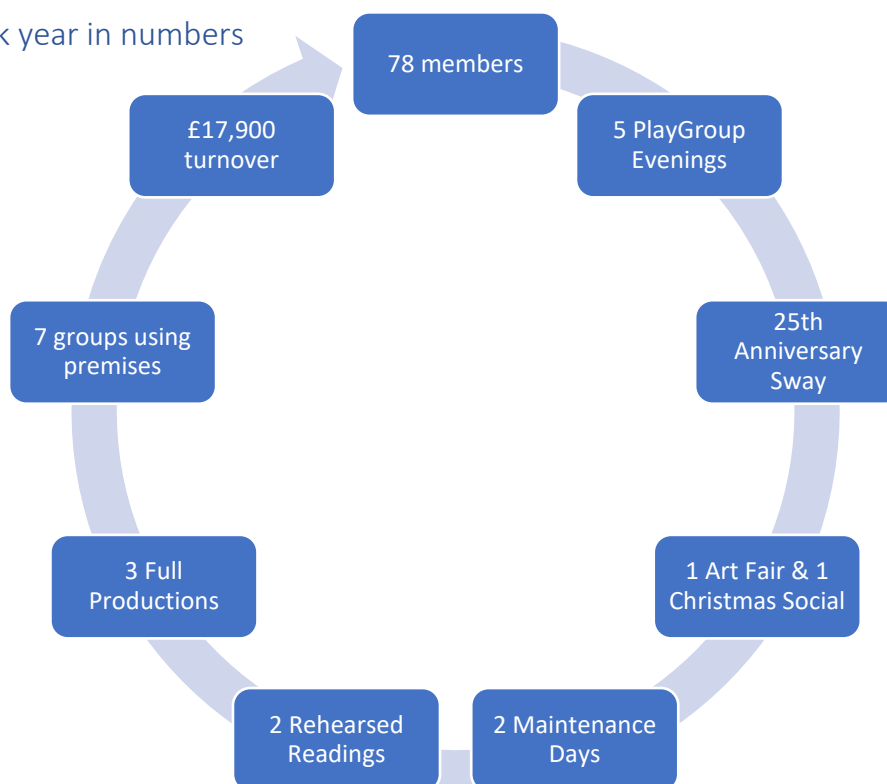 year in numbers
78 members
5 PlayGroup
Evenings
25th
Anniversary
Sway
1 Art Fair & 1
Christmas Social
2 Maintenance
Days
2 Rehearsed
Readings
3 Full
Productions
7 groups using
premises
£17,900
turnover